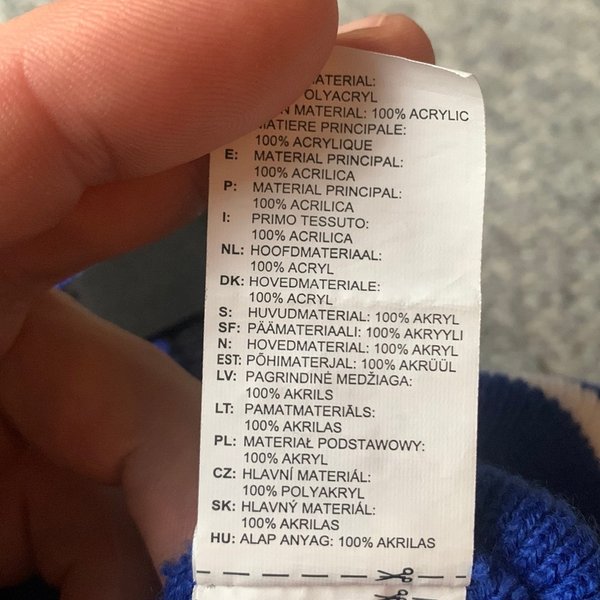 MATERIAL:
POLYACRYL
MATERIAL: 100% ACRYLIC
MATIERE PRINCIPALE:
100% ACRYLIQUE
E: MATERIAL PRINCIPAL:
100% ACRILICA
P: MATERIAL PRINCIPAL:
100% ACRILICA
I: PRIMO TESSUTO:
100% ACRILICA
NL: HOOFDMATERIAAL:
100% ACRYL
DK: HOVEDMATERIALE:
100% ACRYL
S: HUVUDMATERIAL: 100% AKRYL
SF: PÄÄMATERIAALI: 100% AKRYYLI
N: HOVEDMATERIAL: 100% AKRYL
EST: PÕHIMATERJAL: 100% AKRÜÜL
LV: PAGRINDINĖ MEDŽIAGA:
100% AKRILS
LT: PAMATMATERIĀLS:
100% AKRILAS
PL: MATERIAŁ PODSTAWOWY:
100% AKRYL
CZ: HLAVNÍ MATERIÁL:
100% POLYAKRYL
SK: HLAVNÝ MATERIÁL:
100% AKRILAS
HU: ALAP ANYAG: 100% AKRILAS